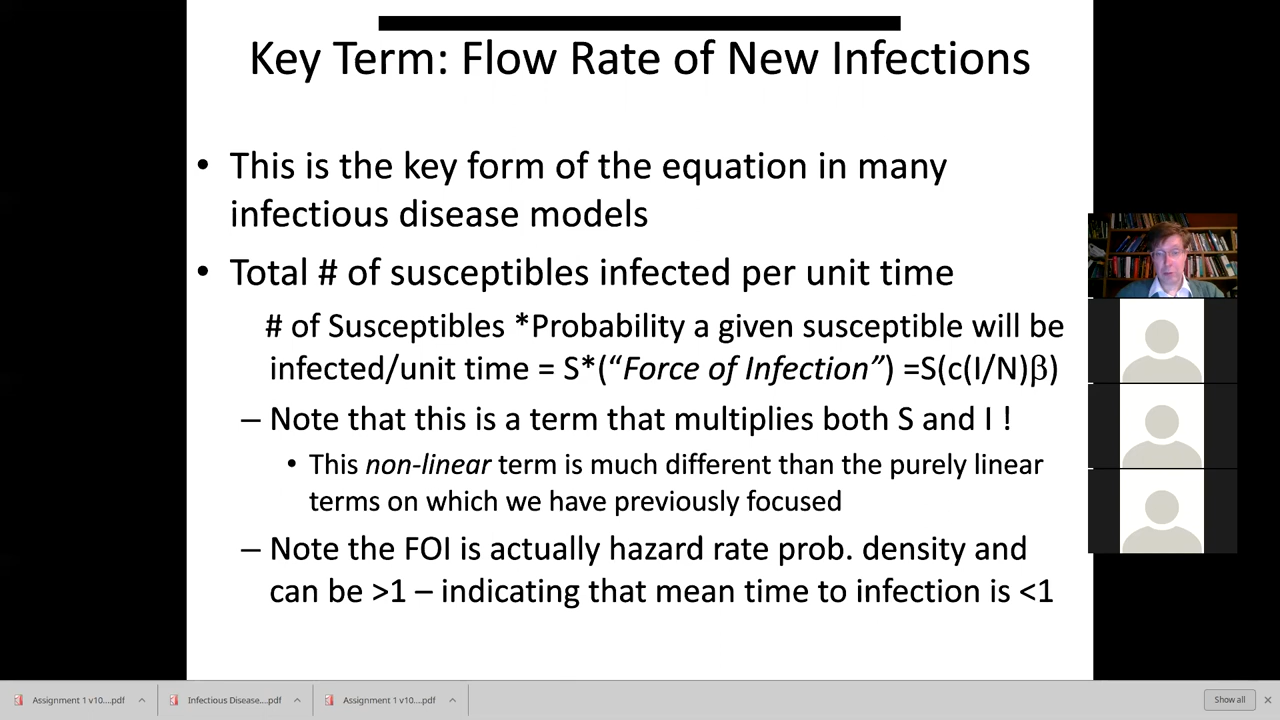 Key Term: Flow Rate of New Infections
• This is the key form of the equation in many
infectious disease models
• Total # of susceptibles infected per unit time
# of Susceptibles *Probability a given susceptible will be
infected/unit time = S*(“Force of Infection”) =S(c(I/N)β)
– Note that this is a term that multiplies both S and I !
• This non-linear term is much different than the purely linear
terms on which we have previously focused
– Note the FOI is actually hazard rate prob. density and
can be >1 – indicating that mean time to infection is <1
Assignment 1 v10....pdf
Infectious Disease....pdf
Assignment 1 v10....pdf
Show all